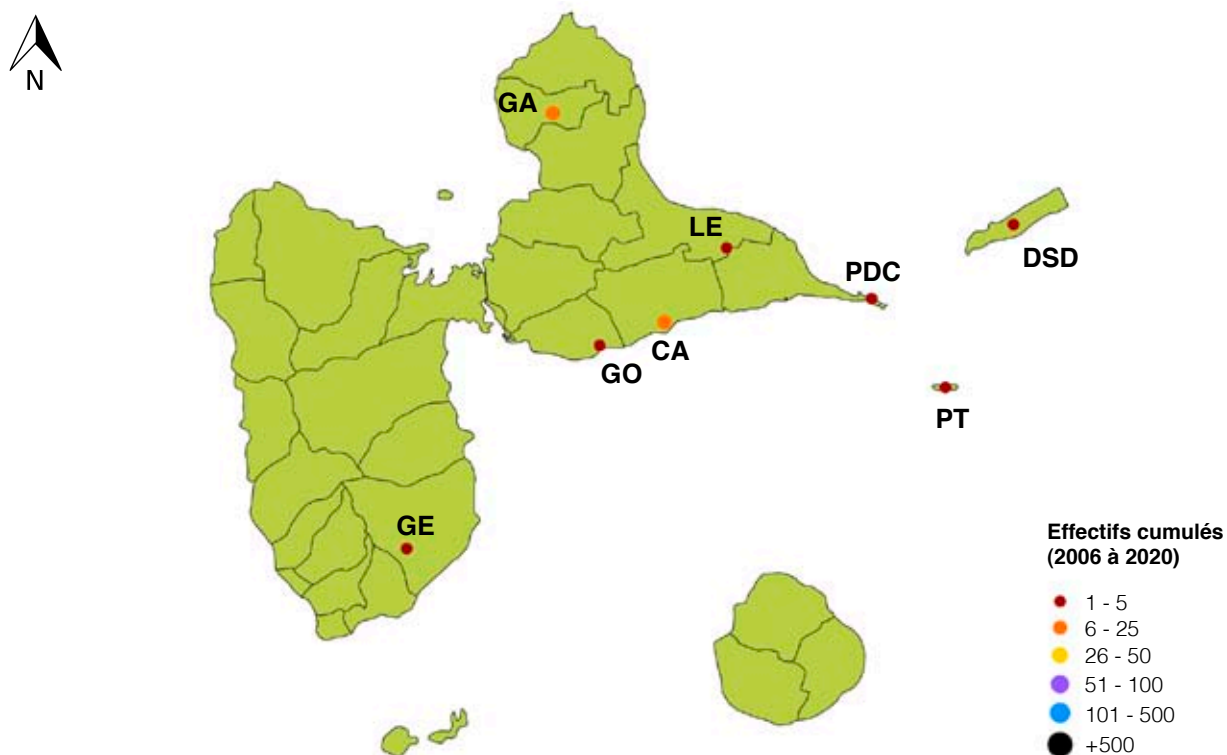 N
GA
LE
DSD
PDC
CA
GO
PT
GE
Effectifs cumulés
(2006 à 2020)
1 - 5
6 - 25
26 - 50
51 - 100
101 - 500
+500